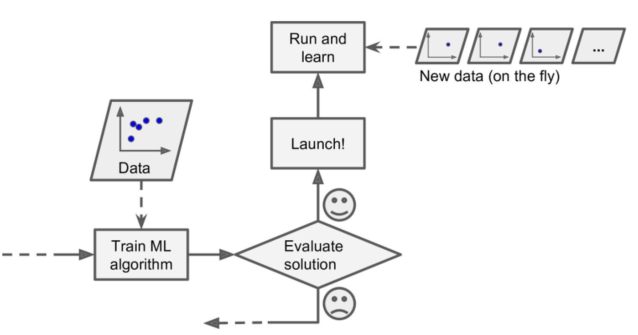 Run and
learn
...
New data (on the fly)
Launch!
Data
Train ML
algorithm
Evaluate
solution